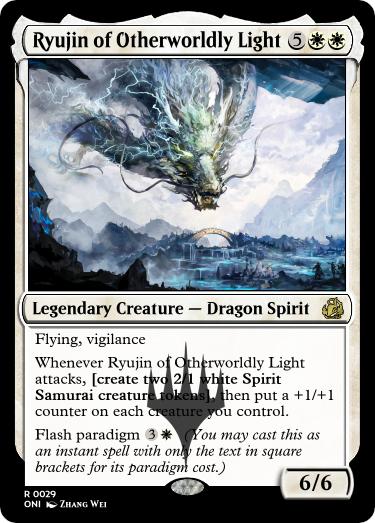 Ryujin of Otherworldly Light 5
Legendary Creature — Dragon Spirit
Flying, vigilance
Whenever Ryujin of Otherworldly Light
attacks, [create two 2/1 white Spirit
Samurai creature tokens], then put a +1/+1
counter on each creature you control.
Flash paradigm 3 (You may cast this
as an instant spell with only the text in square
brackets for its paradigm cost.)
6/6
R 0029
ONI Zhang Wei